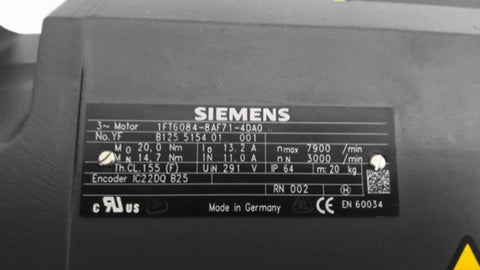 SIEMENS
3~ Motor 1FT6084-8AF71-4DA0
No.YF B125 5154 01 001
M0 20,0 Nm I0 13,2 A nmax 7900 /min
MN 14,7 Nm IN 11,0 A nN 3000 /min
Th.CL.155 (F) UiN 291 V IP 64 m: 20 kg
Encoder IC22DQ B25
RN 002 (H)
c RU US Made in Germany CE EN 60034